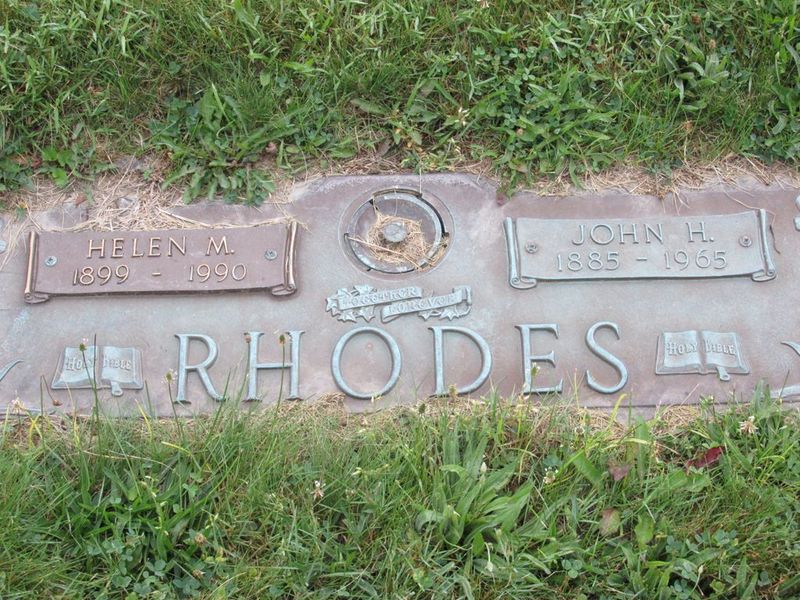 HELEN M.
1899 - 1990
JOHN H.
1885 - 1965
TOGETHER
FOREVER
RHODES
HOLY BIBLE
HOLY BIBLE